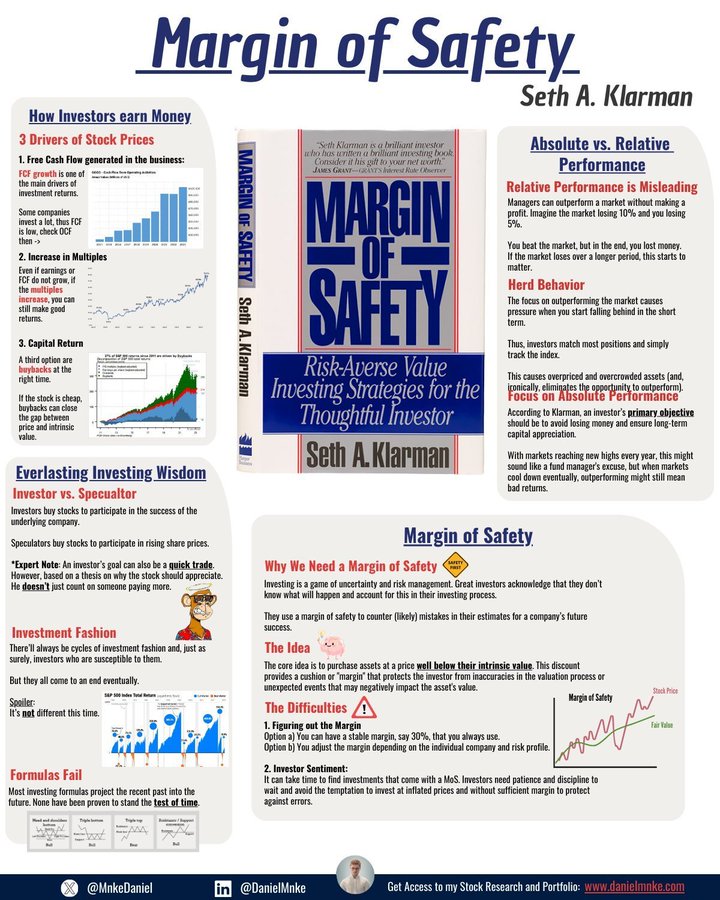 Margin of Safety
Seth A. Klarman
How Investors earn Money
3 Drivers of Stock Prices
1. Free Cash Flow generated in the business:
FCF growth is one of
the main drivers of
investment returns.
Some companies
invest a lot, thus FCF
is low, check OCF
then ->
2. Increase in Multiples
Even if earnings or
FCF do not grow, if
the multiples
increase, you can
still make good
returns.
3. Capital Return
A third option are
buybacks at the
right time.
If the stock is cheap,
buybacks can close
the gap between
price and intrinsic
value.
27% of S&P 500 returns since 2011 are driven by Buybacks
"Seth Klarman is a brilliant investor
who has written a brilliant investing book.
Consider it his gift to your net worth."
JAMES GRANT—GRANT'S Interest Rate Observer
MARGIN
OF
SAFETY
Risk-Averse Value
Investing Strategies for the
Thoughtful Investor
Seth A. Klarman
MARGIN OF SAFETY
Seth A. Klarman
Absolute vs. Relative
Performance
Relative Performance is Misleading
Managers can outperform a market without making a
profit. Imagine the market losing 10% and you losing
5%.
You beat the market, but in the end, you lost money.
If the market loses over a longer period, this starts to
matter.
Herd Behavior
The focus on outperforming the market causes
pressure when you start falling behind in the short
term.
Thus, investors match most positions and simply
track the index.
This causes overpriced and overcrowded assets (and,
ironically, eliminates the opportunity to outperform).
Focus on Absolute Performance
According to Klarman, an investor's primary objective
should be to avoid losing money and ensure long-term
capital appreciation.
With markets reaching new highs every year, this might
sound like a fund manager's excuse, but when markets
cool down eventually, outperforming might still mean
bad returns.
Everlasting Investing Wisdom
Investor vs. Specualtor
Investors buy stocks to participate in the success of the
underlying company.
Speculators buy stocks to participate in rising share prices.
*Expert Note: An investor's goal can also be a quick trade.
However, based on a thesis on why the stock should appreciate.
He doesn't just count on someone paying more.
Investment Fashion
There'll always be cycles of investment fashion and, just as
surely, investors who are susceptible to them.
But they all come to an end eventually.
Spoiler:
It's not different this time.
S&P 500 Index Total Return
Formulas Fail
Most investing formulas project the recent past into the
future. None have been proven to stand the test of time.
Head and shoulders
bottom
Bull
Triple bottom
Bull
Triple top
Bear
Bull
Margin of Safety
Why We Need a Margin of Safety
SAFETY
FIRST
Investing is a game of uncertainty and risk management. Great investors acknowledge that they don't
know what will happen and account for this in their investing process.
They use a margin of safety to counter (likely) mistakes in their estimates for a company's future
success.
The Idea
The core idea is to purchase assets at a price well below their intrinsic value. This discount
provides a cushion or "margin" that protects the investor from inaccuracies in the valuation process or
unexpected events that may negatively impact the asset's value.
The Difficulties
1. Figuring out the Margin
Option a) You can have a stable margin, say 30%, that you always use.
Option b) You adjust the margin depending on the individual company and risk profile.
2. Investor Sentiment:
It can take time to find investments that come with a MoS. Investors need patience and discipline to
wait and avoid the temptation to invest at inflated prices and without sufficient margin to protect
against errors.
Margin of Safety
Stock Price
Fair Value
@MnkeDaniel
@DanielMnke
Get Access to my Stock Research and Portfolio: www.danielmnke.com